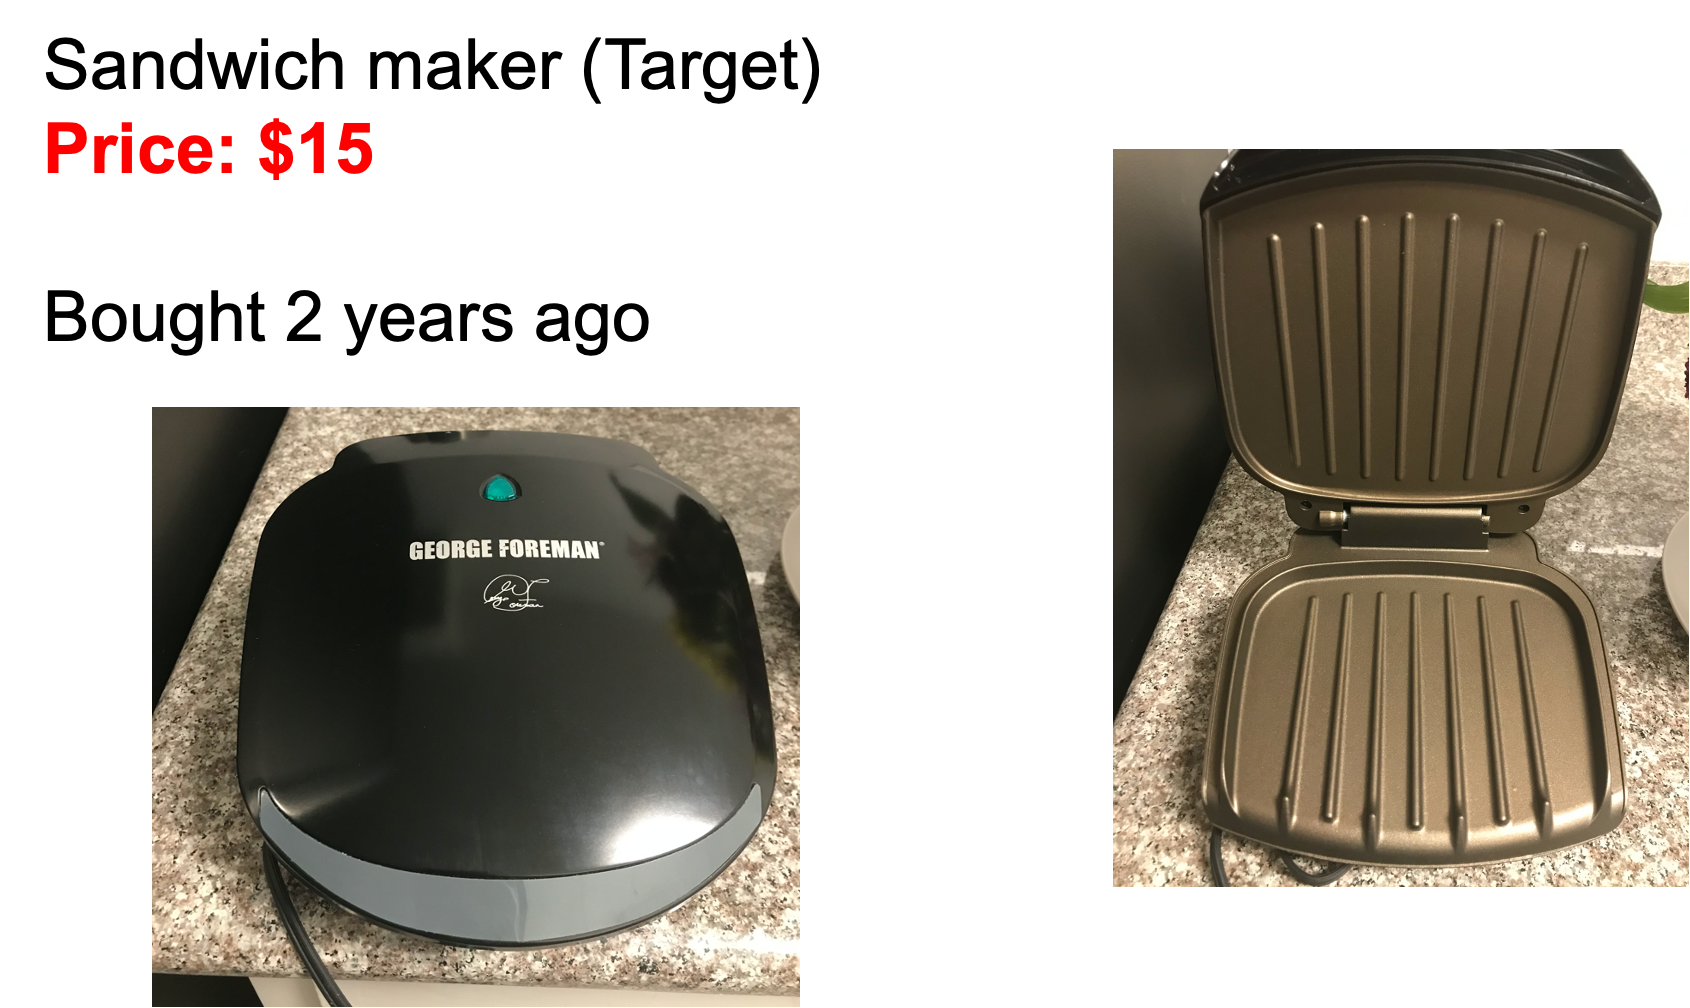 Sandwich maker (Target)
Price: $15
Bought 2 years ago
GEORGE FOREMAN®